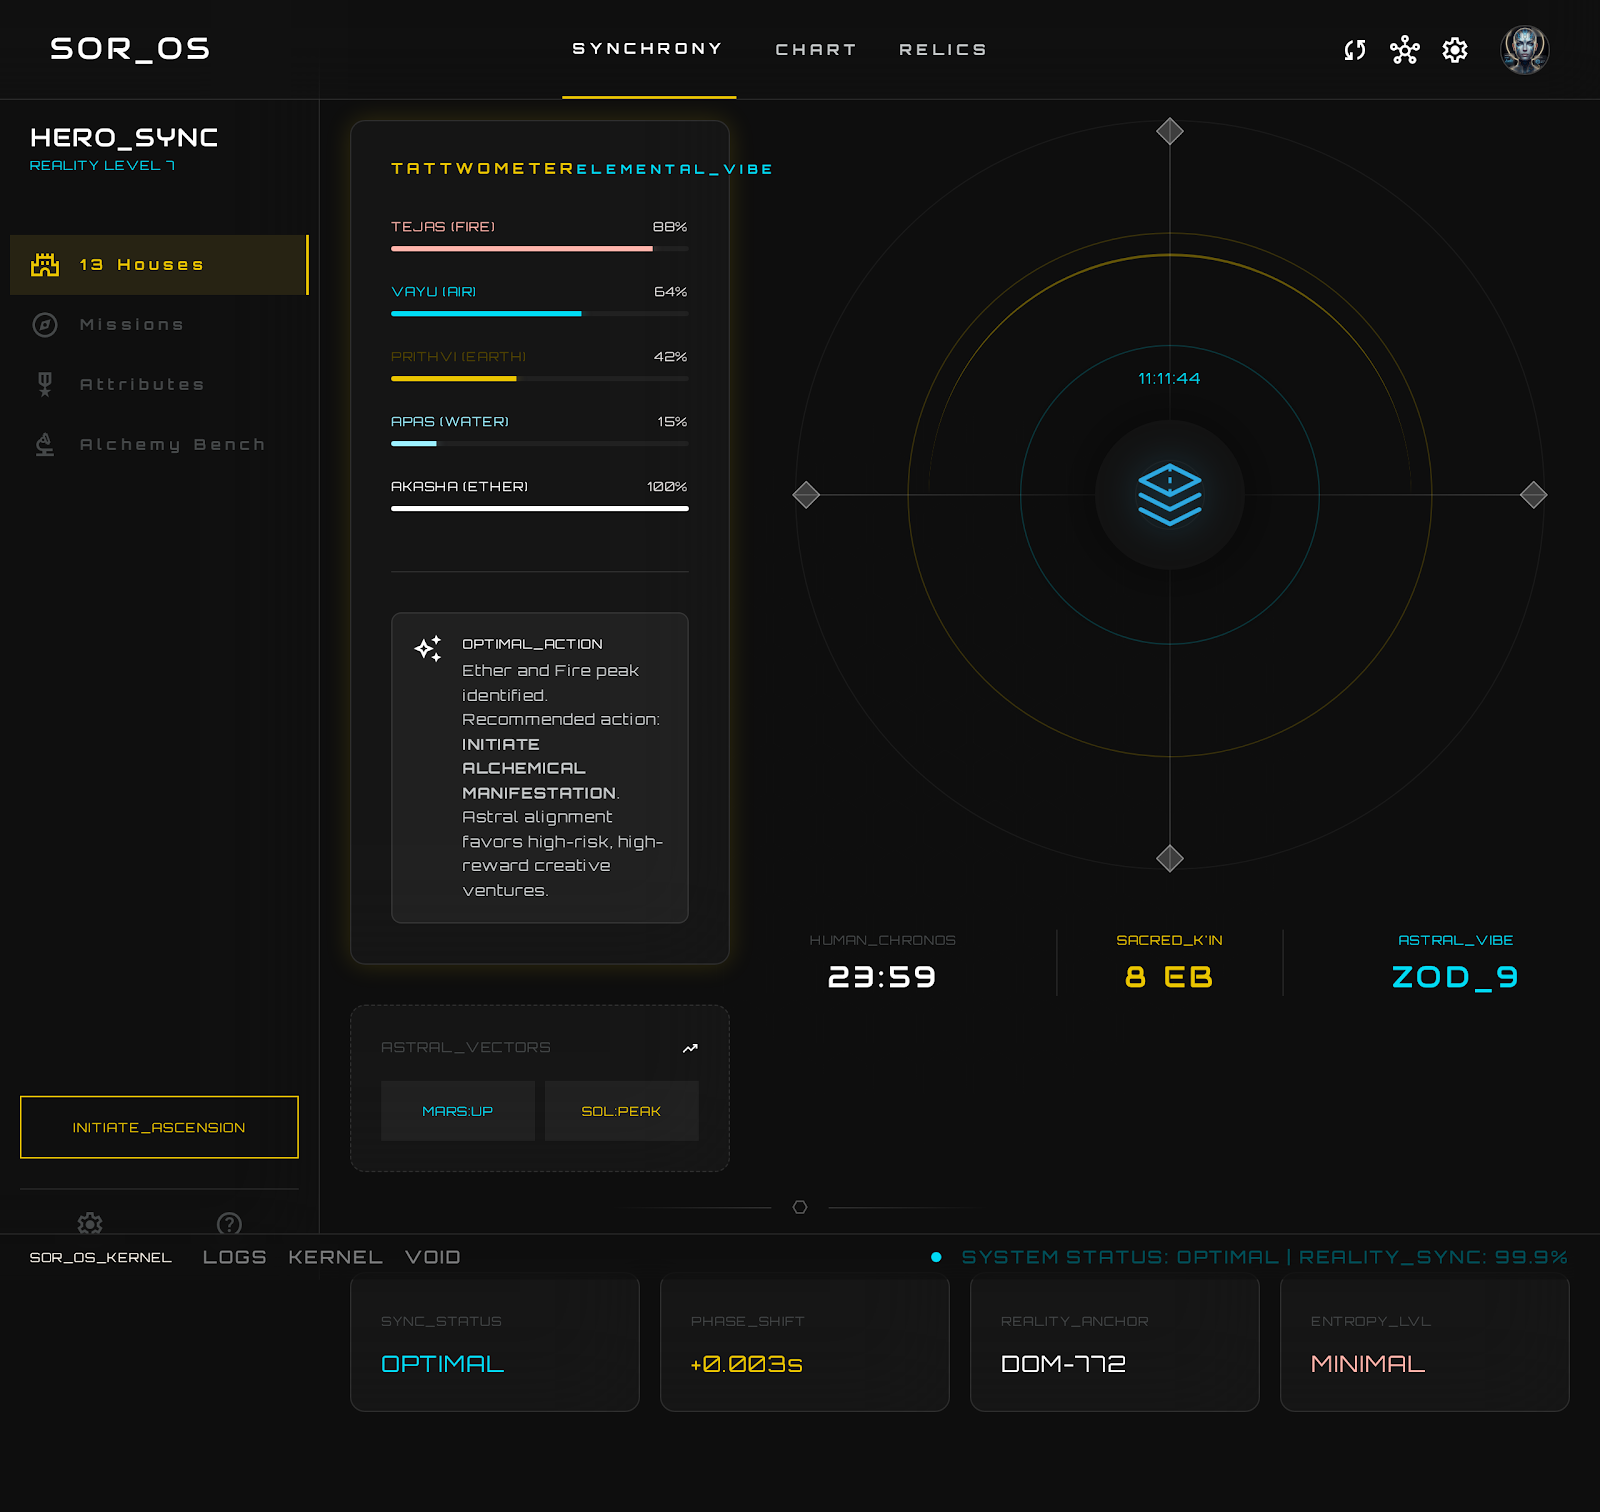 SOR_OS
SYNCHRONY
CHART
RELICS
HERO_SYNC
REALITY LEVEL 7
13 Houses
Missions
Attributes
Alchemy Bench
INITIATE_ASCENSION
TATTWOMETER
ELEMENTAL_VIBE
TEJAS (FIRE) 88%
VAYU (AIR) 64%
PRITHVI (EARTH) 42%
APAS (WATER) 15%
AKASHA (ETHER) 100%
OPTIMAL_ACTION
Ether and Fire peak
identified.
Recommended action:
INITIATE
ALCHEMICAL
MANIFESTATION.
Astral alignment
favors high-risk, high-
reward creative
ventures.
ASTRAL_VECTORS
MARS:UP
SOL:PEAK
11:11:44
HUMAN_CHRONOS
23:59
SACRED_K'IN
8 EB
ASTRAL_VIBE
ZOD_9
SOR_OS_KERNEL
LOGS
KERNEL
VOID
SYSTEM STATUS: OPTIMAL | REALITY_SYNC: 99.9%
SYNC_STATUS
OPTIMAL
PHASE_SHIFT
+0.003s
REALITY_ANCHOR
DOM-772
ENTROPY_LVL
MINIMAL